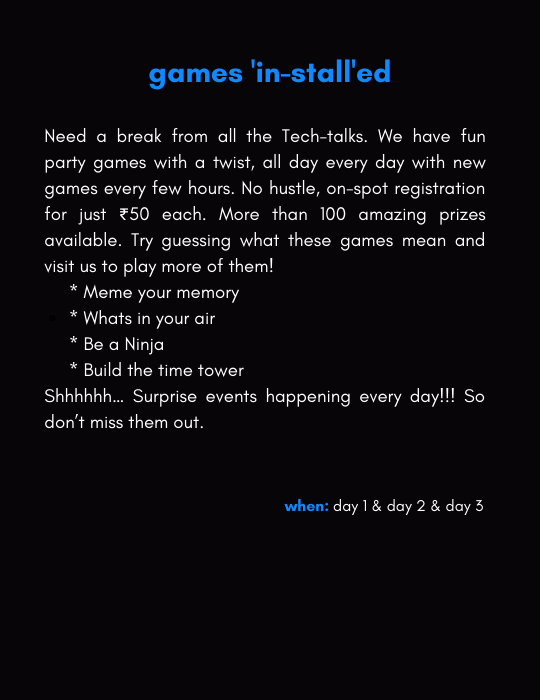 games 'in-stall'ed
Need a break from all the Tech-talks. We have fun
party games with a twist, all day every day with new
games every few hours. No hustle, on-spot registration
for just ₹50 each. More than 100 amazing prizes
available. Try guessing what these games mean and
visit us to play more of them!
* Meme your memory
* Whats in your air
* Be a Ninja
* Build the time tower
Shhhhhh... Surprise events happening every day!!! So
don’t miss them out.
when: day 1 & day 2 & day 3